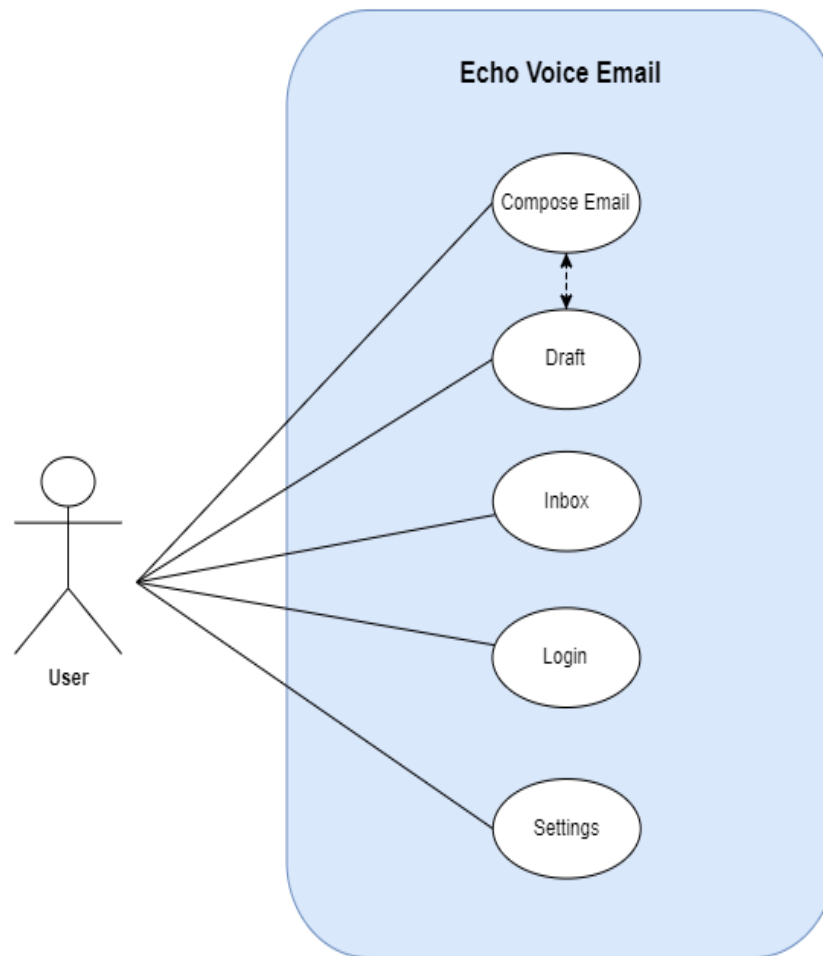 Echo Voice Email
Compose Email
Draft
Inbox
Login
User
Settings